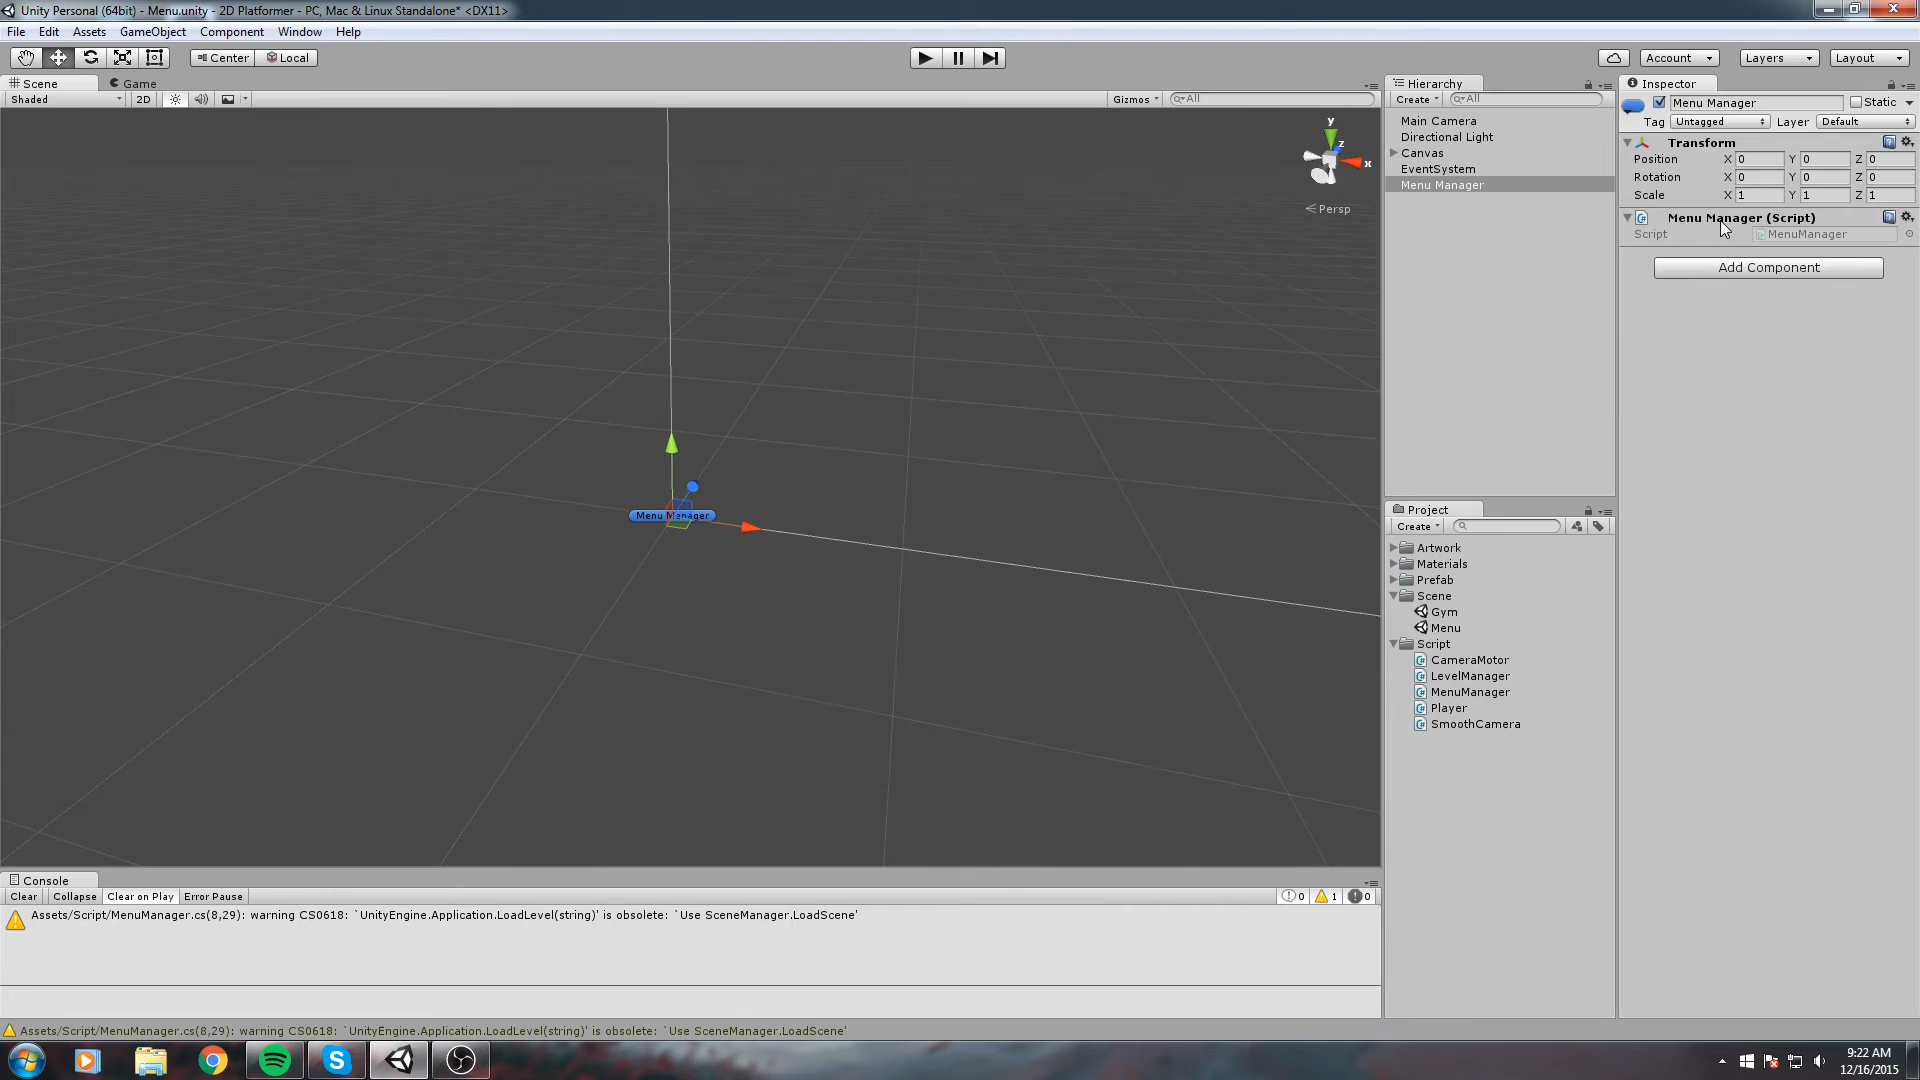 Unity Personal (64bit) - Menu.unity - 2D Platformer - PC, Mac & Linux Standalone* <DX11>
File Edit Assets GameObject Component Window Help
Center Local
Account Layers Layout
Scene Game
Shaded 2D Gizmos All
y
z
x
Persp
Menu Manager
Hierarchy
Create All
Main Camera
Directional Light
Canvas
EventSystem
Menu Manager
Project
Create
Artwork
Materials
Prefab
Scene
Gym
Menu
Script
CameraMotor
LevelManager
MenuManager
Player
SmoothCamera
Inspector
Menu Manager Static
Tag Untagged Layer Default
Transform
Position X 0 Y 0 Z 0
Rotation X 0 Y 0 Z 0
Scale X 1 Y 1 Z 1
Menu Manager (Script)
Script MenuManager
Add Component
Console
Clear Collapse Clear on Play Error Pause 0 1 0
Assets/Script/MenuManager.cs(8,29): warning CS0618: `UnityEngine.Application.LoadLevel(string)' is obsolete: `Use SceneManager.LoadScene'
Assets/Script/MenuManager.cs(8,29): warning CS0618: `UnityEngine.Application.LoadLevel(string)' is obsolete: `Use SceneManager.LoadScene'
9:22 AM
12/16/2015